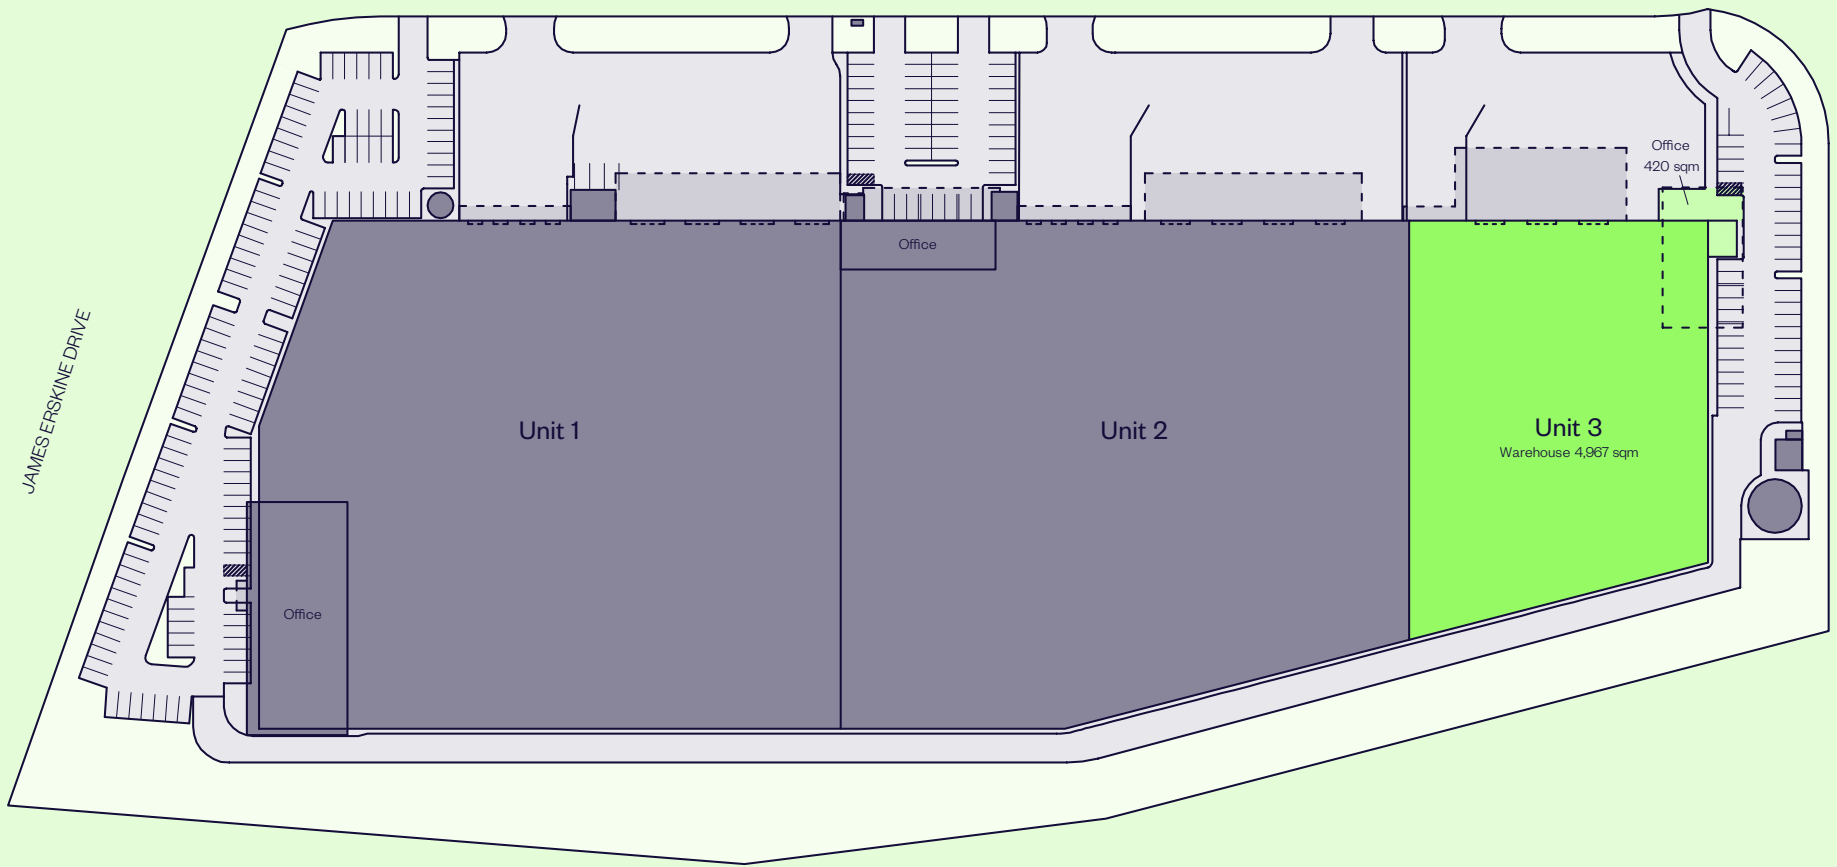 Office
420 sqm
Office
JAMES ERSKINE DRIVE
Unit 1
Unit 2
Unit 3
Warehouse 4,967 sqm
Office